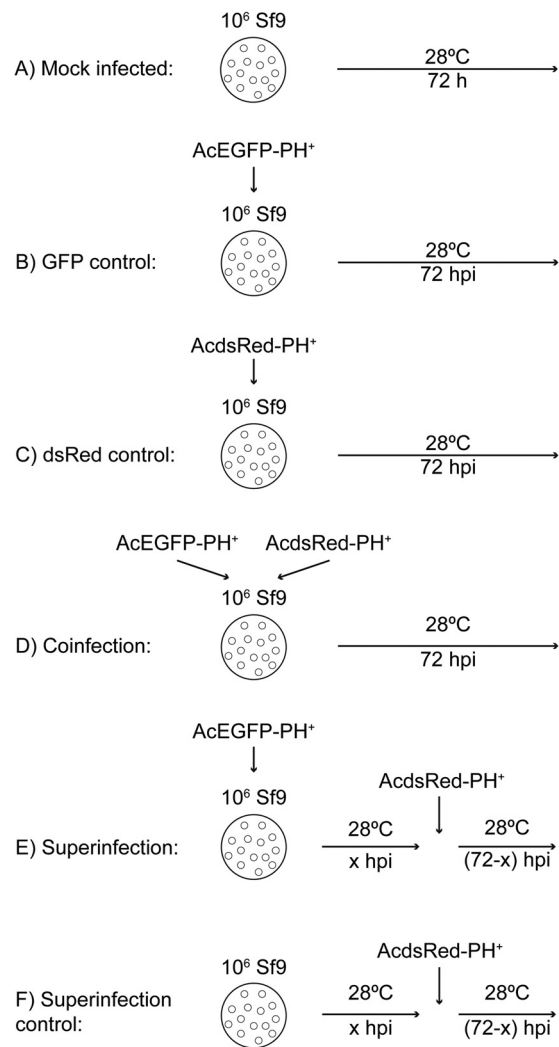 10⁶ Sf9
A) Mock infected:
28ºC
72 h
AcEGFP-PH⁺
10⁶ Sf9
B) GFP control:
28ºC
72 hpi
AcdsRed-PH⁺
10⁶ Sf9
C) dsRed control:
28ºC
72 hpi
AcEGFP-PH⁺ AcdsRed-PH⁺
10⁶ Sf9
D) Coinfection:
28ºC
72 hpi
AcEGFP-PH⁺
10⁶ Sf9
AcdsRed-PH⁺
E) Superinfection:
28ºC 28ºC
x hpi (72-x) hpi
10⁶ Sf9
AcdsRed-PH⁺
F) Superinfection
control:
28ºC 28ºC
x hpi (72-x) hpi